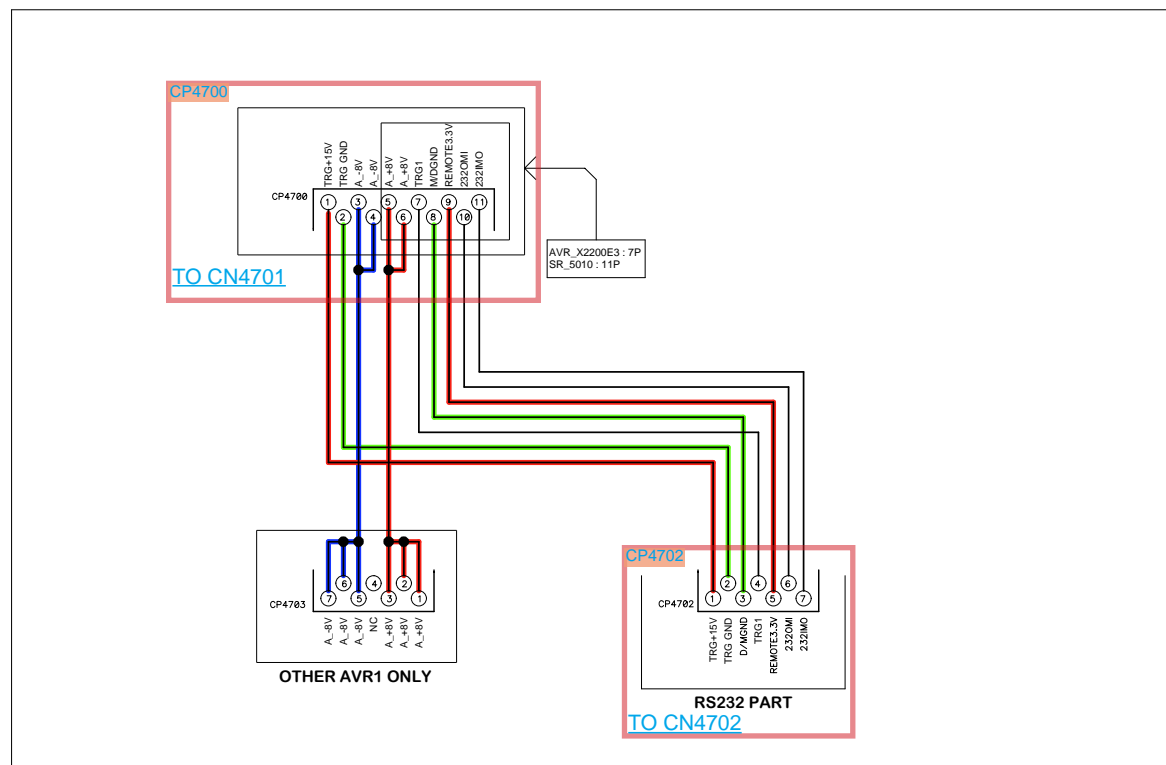 CP4700
TRG+15V
TRG GND
A_-8V
A_-8V
A_+8V
A_+8V
TRG1
M/DGND
REMOTE3.3V
232OMI
232IMO
CP4700
1
3
5
7
9
11
2
4
6
8
10
AVR_X2200E3 : 7P
SR_5010 : 11P
TO CN4701
CP4703
6
4
2
7
5
3
1
A_-8V
A_-8V
A_-8V
NC
A_+8V
A_+8V
A_+8V
OTHER AVR1 ONLY
CP4702
CP4702
2
4
6
1
3
5
7
TRG+15V
TRG GND
D/MGND
TRG1
REMOTE3.3V
232OMI
232IMO
RS232 PART
TO CN4702